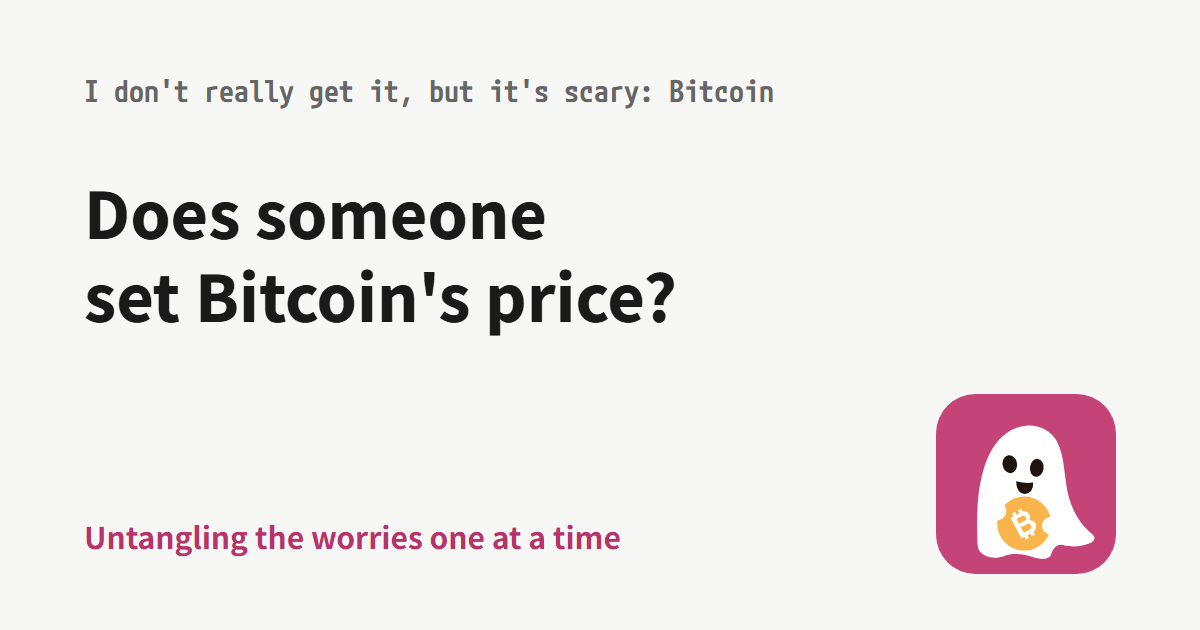 I don't really get it, but it's scary: Bitcoin
Does someone
set Bitcoin's price?
Untangling the worries one at a time